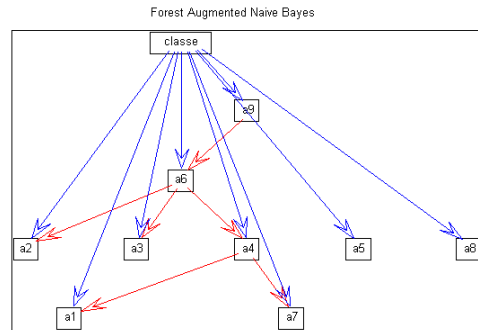 Forest Augmented Naive Bayes
classe
a9
a6
a2 a3 a4 a5 a8
a1 a7